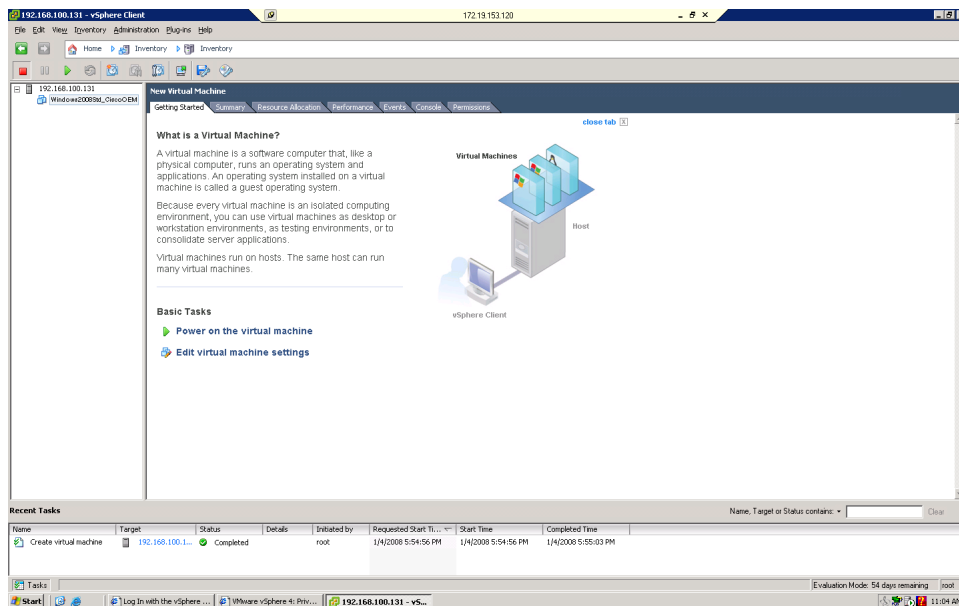 192.168.100.131 - vSphere Client
172.19.153.120
File Edit View Inventory Administration Plug-ins Help
Home Inventory Inventory
192.168.100.131
Windows2008Std_CiscoOEM
New Virtual Machine
Getting Started Summary Resource Allocation Performance Events Console Permissions
close tab X
What is a Virtual Machine?
A virtual machine is a software computer that, like a
physical computer, runs an operating system and
applications. An operating system installed on a virtual
machine is called a guest operating system.
Because every virtual machine is an isolated computing
environment, you can use virtual machines as desktop or
workstation environments, as testing environments, or to
consolidate server applications.
Virtual machines run on hosts. The same host can run
many virtual machines.
Virtual Machines
Host
vSphere Client
Basic Tasks
Power on the virtual machine
Edit virtual machine settings
Recent Tasks
Name, Target or Status contains:
Clear
Name Target Status Details Initiated by Requested Start Ti... Start Time Completed Time
Create virtual machine 192.168.100.1... Completed root 1/4/2008 5:54:56 PM 1/4/2008 5:54:56 PM 1/4/2008 5:55:03 PM
Tasks
Evaluation Mode: 54 days remaining root
Start Log In with the vSphere ... VMware vSphere 4: Priv... 192.168.100.131 - vS... 11:04 AM